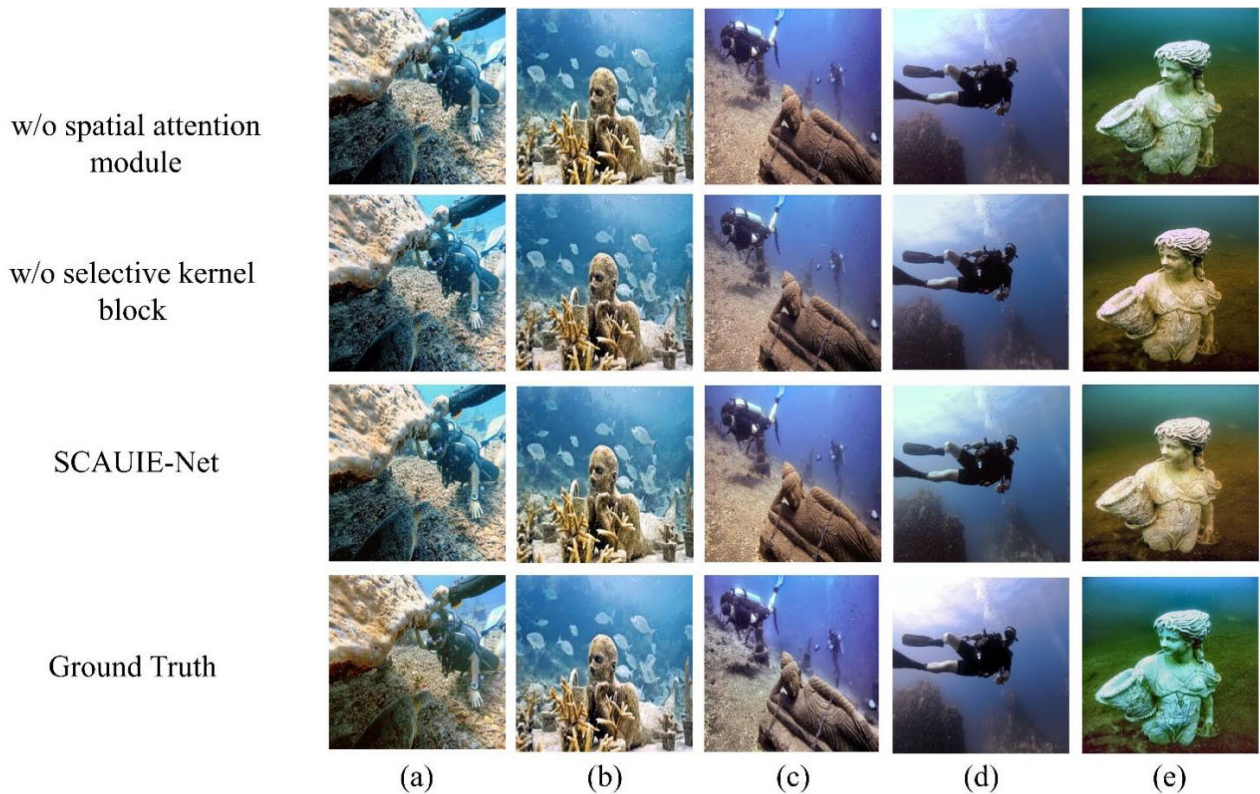 w/o spatial attention
module
w/o selective kernel
block
SCAUIE-Net
Ground Truth
(a) (b) (c) (d) (e)